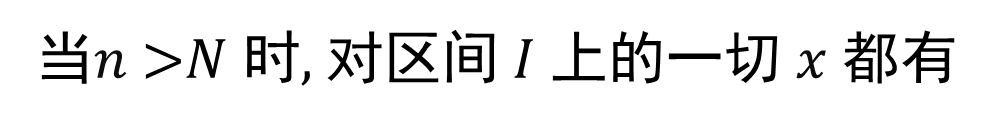 当n >N 时, 对区间 I 上的一切 x 都有